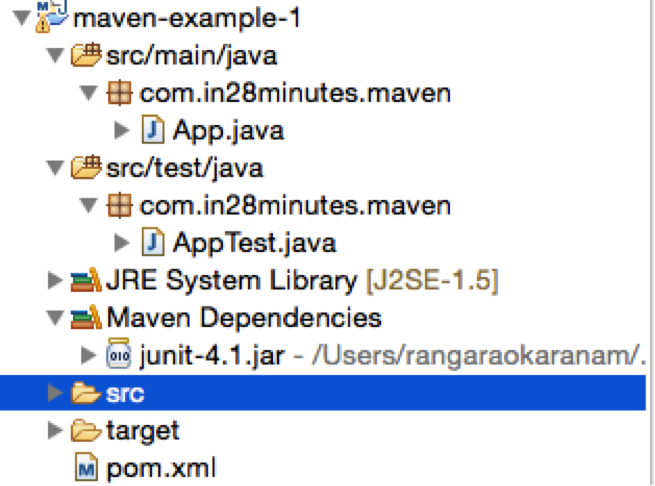 maven-example-1
src/main/java
com.in28minutes.maven
App.java
src/test/java
com.in28minutes.maven
AppTest.java
JRE System Library [J2SE-1.5]
Maven Dependencies
junit-4.1.jar - /Users/rangaraokaranam/.
src
target
pom.xml